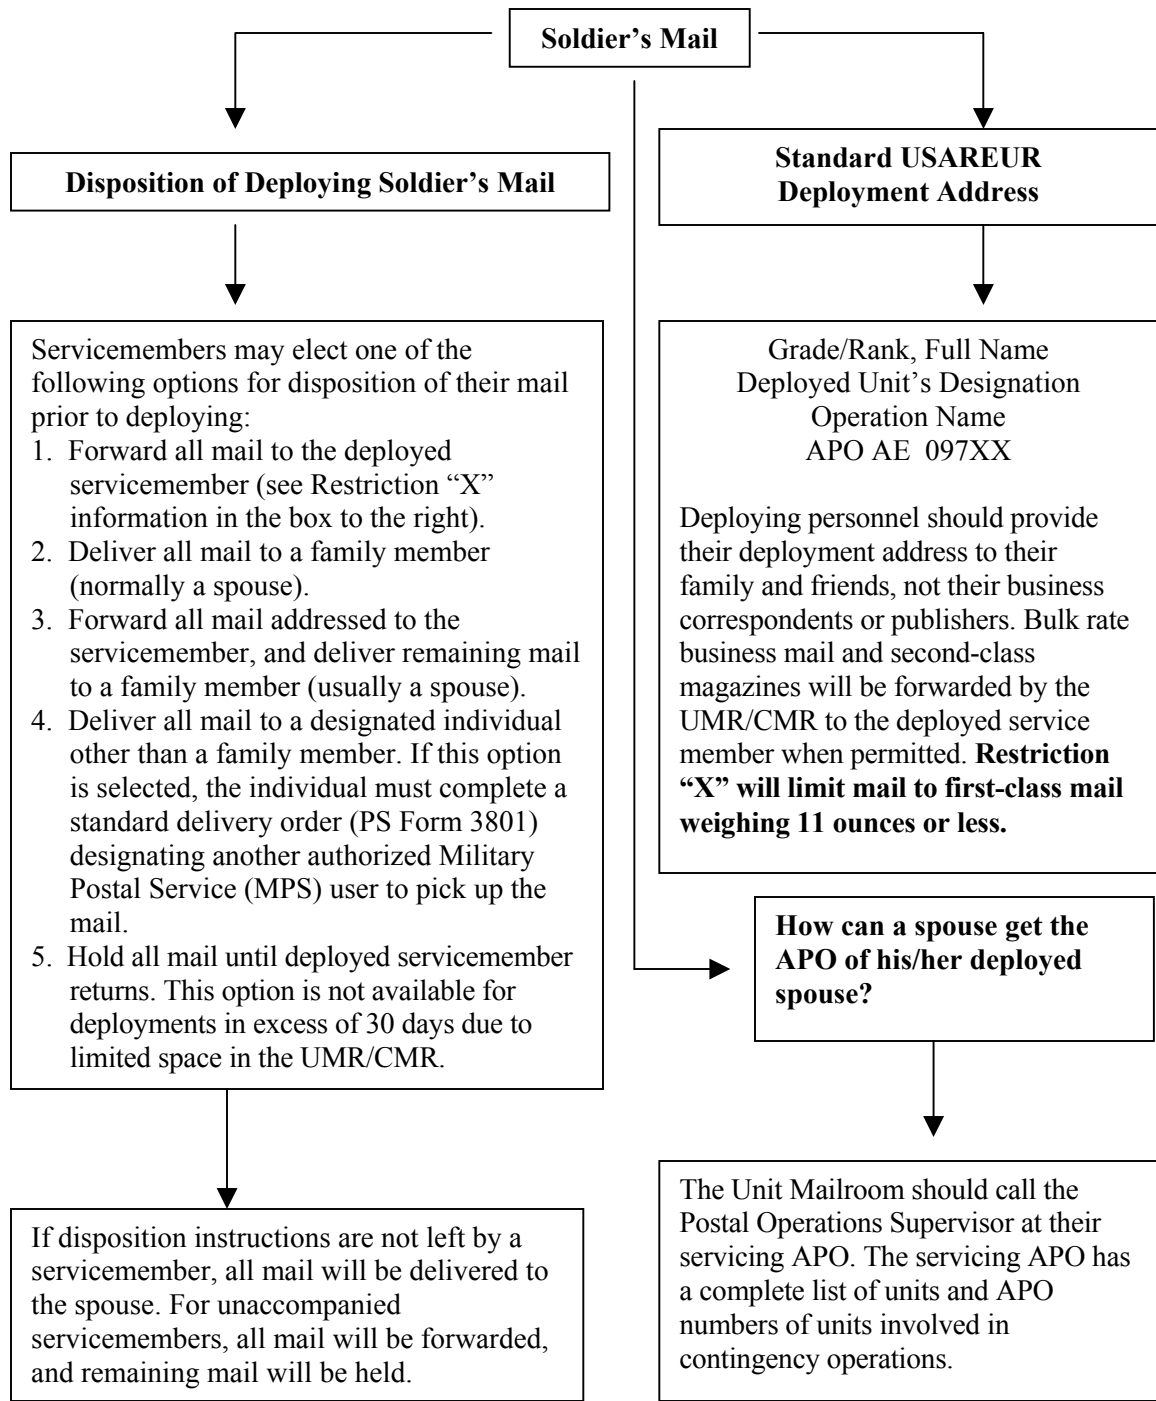 Soldier’s Mail
Disposition of Deploying Soldier’s Mail
Servicemembers may elect one of the
following options for disposition of their mail
prior to deploying:
1. Forward all mail to the deployed
servicemember (see Restriction “X”
information in the box to the right).
2. Deliver all mail to a family member
(normally a spouse).
3. Forward all mail addressed to the
servicemember, and deliver remaining mail
to a family member (usually a spouse).
4. Deliver all mail to a designated individual
other than a family member. If this option
is selected, the individual must complete a
standard delivery order (PS Form 3801)
designating another authorized Military
Postal Service (MPS) user to pick up the
mail.
5. Hold all mail until deployed servicemember
returns. This option is not available for
deployments in excess of 30 days due to
limited space in the UMR/CMR.
If disposition instructions are not left by a
servicemember, all mail will be delivered to
the spouse. For unaccompanied
servicemembers, all mail will be forwarded,
and remaining mail will be held.
Standard USAREUR
Deployment Address
Grade/Rank, Full Name
Deployed Unit’s Designation
Operation Name
APO AE 097XX
Deploying personnel should provide
their deployment address to their
family and friends, not their business
correspondents or publishers. Bulk rate
business mail and second-class
magazines will be forwarded by the
UMR/CMR to the deployed service
member when permitted. Restriction
“X” will limit mail to first-class mail
weighing 11 ounces or less.
How can a spouse get the
APO of his/her deployed
spouse?
The Unit Mailroom should call the
Postal Operations Supervisor at their
servicing APO. The servicing APO has
a complete list of units and APO
numbers of units involved in
contingency operations.